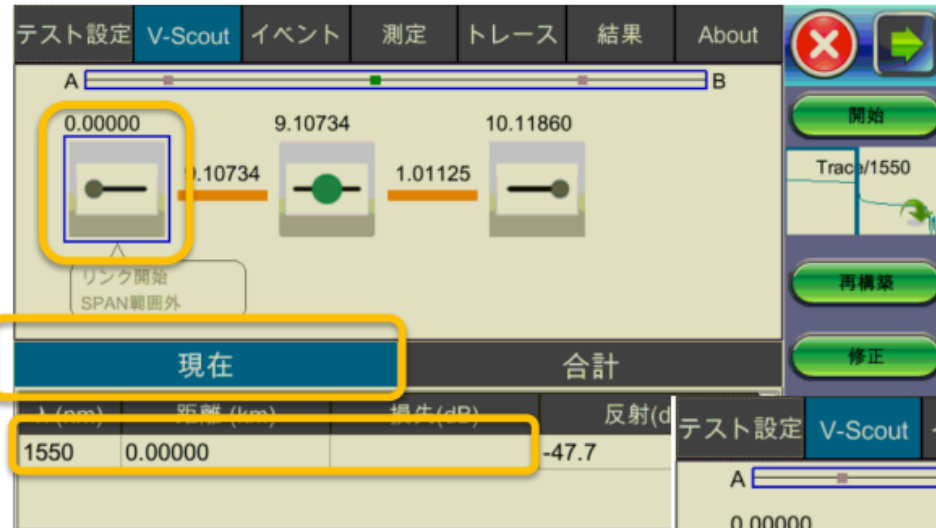 テスト設定 V-Scout イベント 測定 トレース 結果 About
A B
0.00000 9.10734 10.11860
9.10734 1.01125
リンク開始
SPAN範囲外
開始
Trace/1550
再構築
修正
現在 合計
λ (nm) 距離 (km) 損失(dB) 反射(d
1550 0.00000 -47.7
テスト設定 V-Scout
A
0.00000